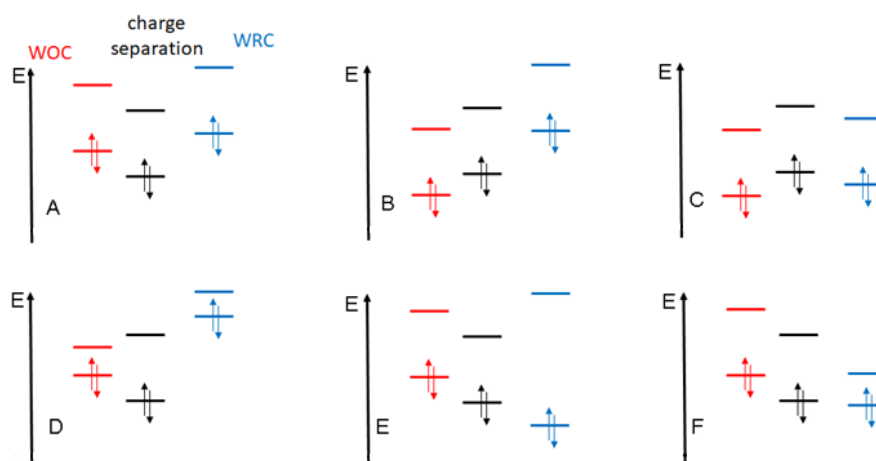 charge
WOC separation WRC
E E E
A B C
E E E
D E F